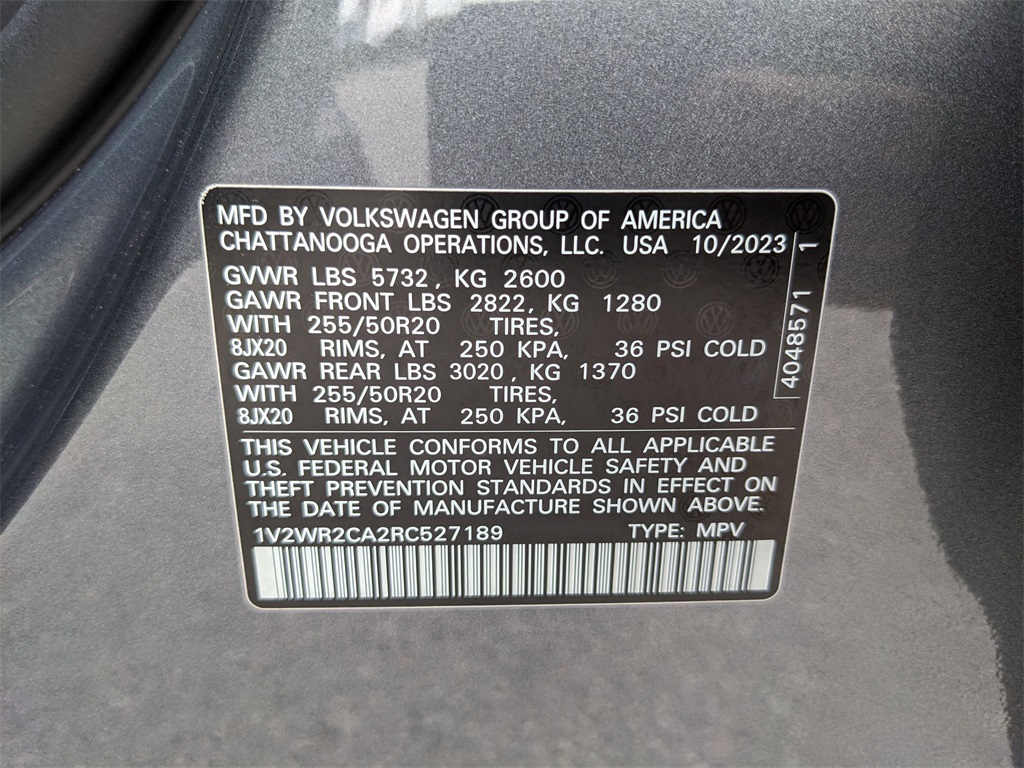 MFD BY VOLKSWAGEN GROUP OF AMERICA
CHATTANOOGA OPERATIONS, LLC. USA 10/2023
GVWR LBS 5732, KG 2600
GAWR FRONT LBS 2822, KG 1280
WITH 255/50R20 TIRES,
8JX20 RIMS, AT 250 KPA, 36 PSI COLD
GAWR REAR LBS 3020, KG 1370
WITH 255/50R20 TIRES,
8JX20 RIMS, AT 250 KPA, 36 PSI COLD
4048571 1
THIS VEHICLE CONFORMS TO ALL APPLICABLE
U.S. FEDERAL MOTOR VEHICLE SAFETY AND
THEFT PREVENTION STANDARDS IN EFFECT ON
THE DATE OF MANUFACTURE SHOWN ABOVE.
1V2WR2CA2RC527189 TYPE: MPV